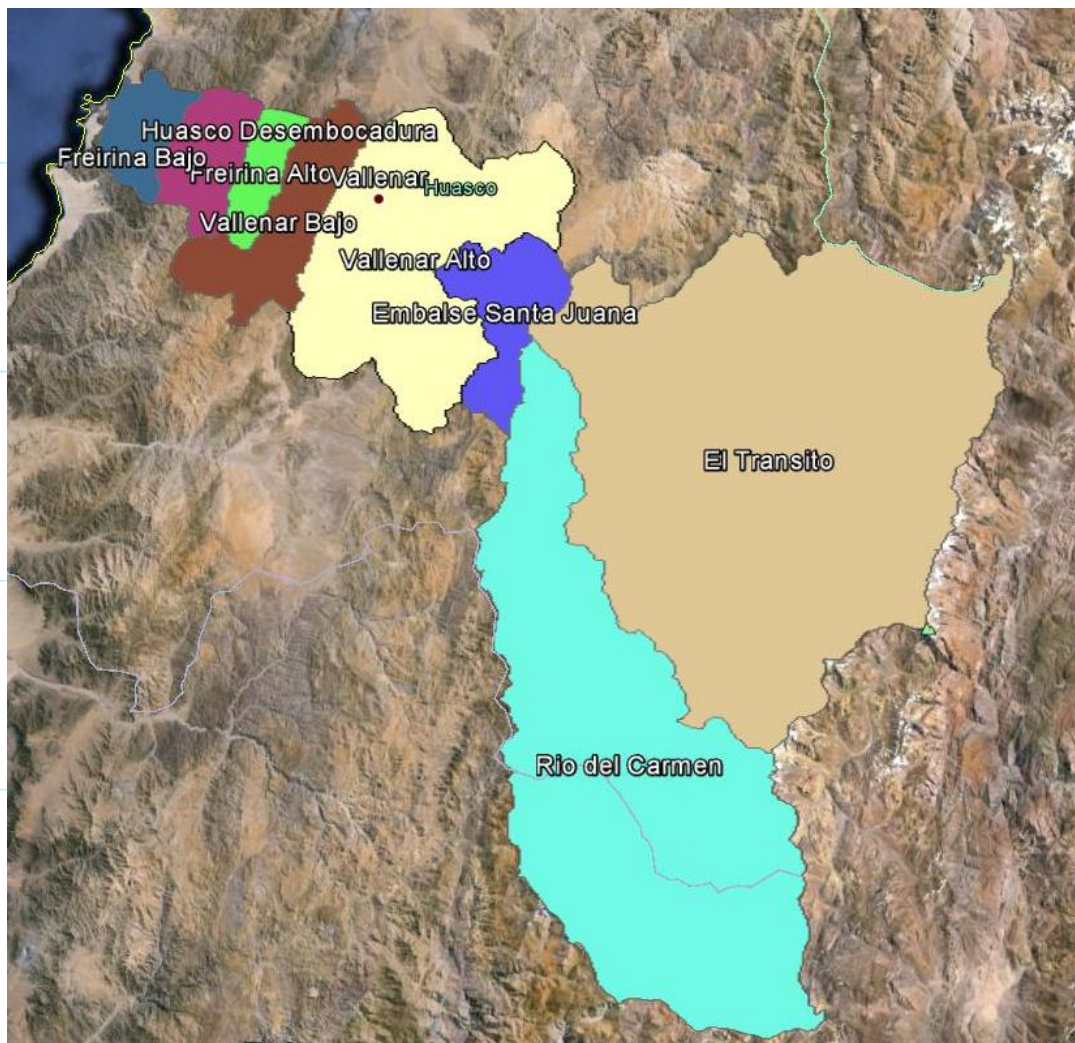 Huasco Desembocadura
Freirina Bajo
Freirina Alto
Vallenar
Huasco
Vallenar Bajo
Vallenar Alto
Embalse Santa Juana
El Transito
Rio del Carmen